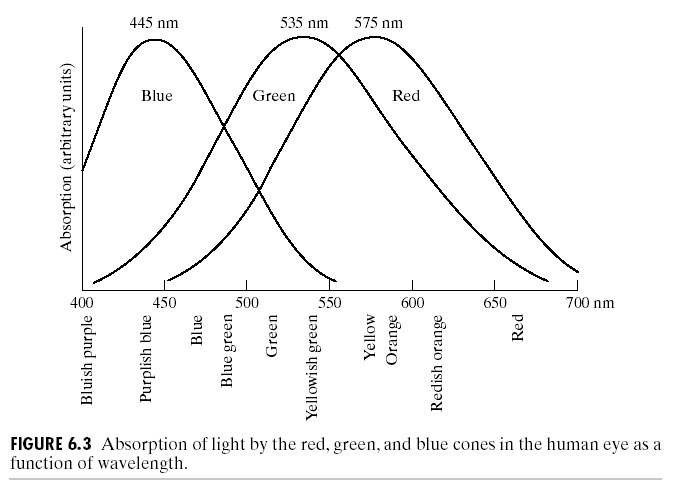 445 nm 535 nm 575 nm
Blue Green Red
Absorption (arbitrary units)
400 450 500 550 600 650 700 nm
Bluish purple
Purplish blue
Blue
Blue green
Green
Yellowish green
Yellow
Orange
Redish orange
Red
FIGURE 6.3 Absorption of light by the red, green, and blue cones in the human eye as a
function of wavelength.